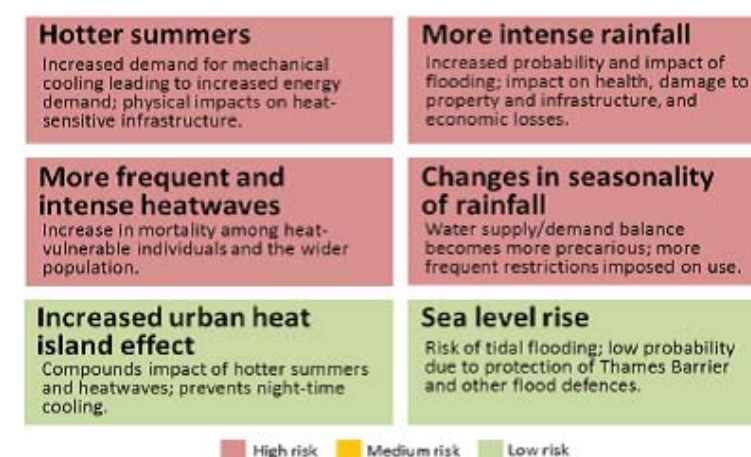 Hotter summers
Increased demand for mechanical
cooling leading to increased energy
demand; physical impacts on heat-
sensitive infrastructure.
More intense rainfall
Increased probability and impact of
flooding; impact on health, damage to
property and infrastructure, and
economic losses.
More frequent and
intense heatwaves
Increase in mortality among heat-
vulnerable individuals and the wider
population.
Changes in seasonality
of rainfall
Water supply/demand balance
becomes more precarious; more
frequent restrictions imposed on use.
Increased urban heat
island effect
Compounds impact of hotter summers
and heatwaves; prevents night-time
cooling.
Sea level rise
Risk of tidal flooding; low probability
due to protection of Thames Barrier
and other flood defences.
High risk Medium risk Low risk